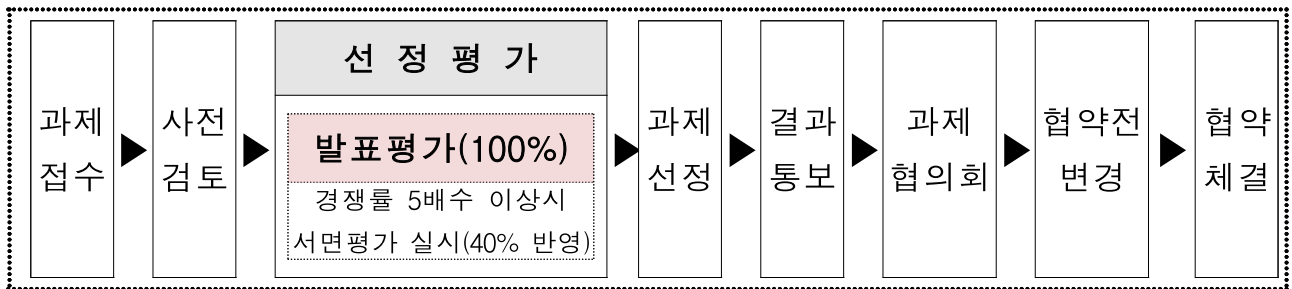 과제
접수
▶
사전
검토
▶
선 정 평 가
발표평가(100%)
경쟁률 5배수 이상시
서면평가 실시(40% 반영)
▶
과제
선정
▶
결과
통보
▶
과제
협의회
▶
협약전
변경
▶
협약
체결